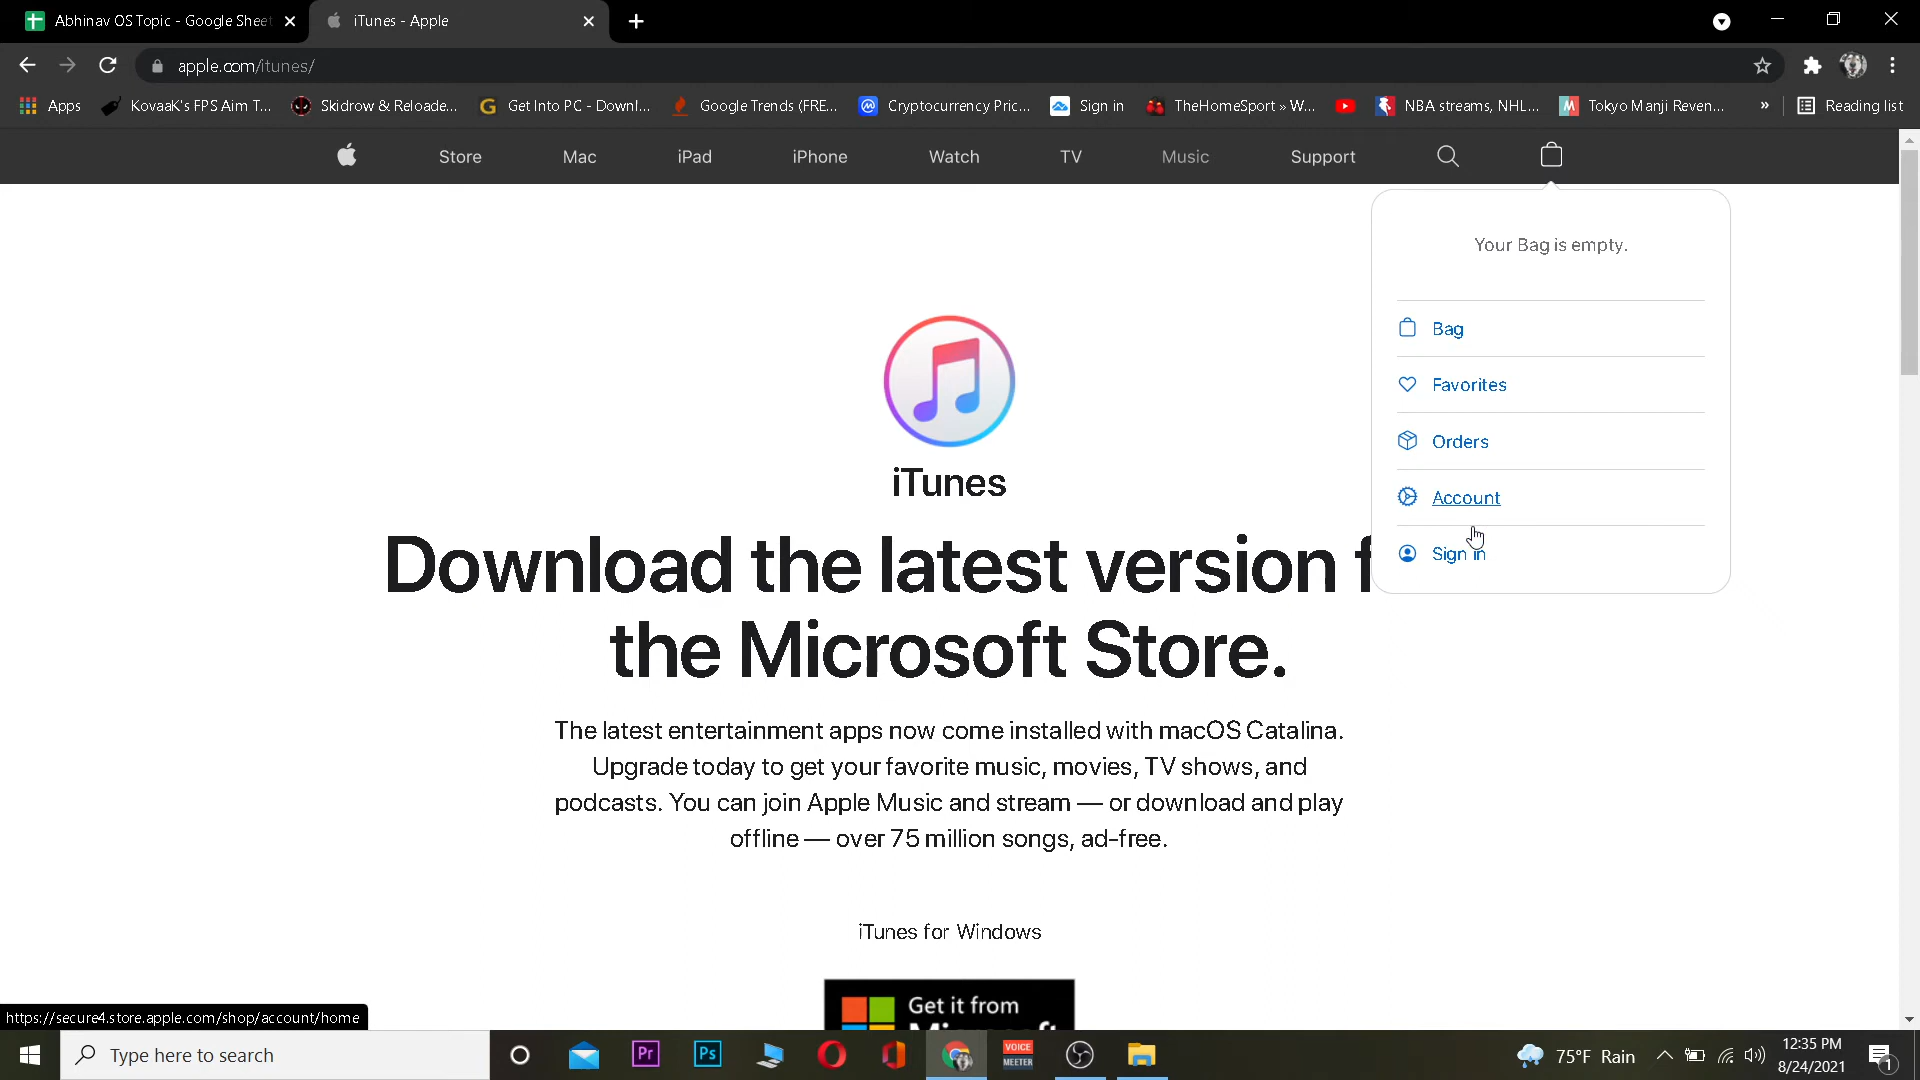 Abhinav OS Topic - Google Sheet
iTunes - Apple
apple.com/itunes/
Apps
KovaaK's FPS Aim T...
Skidrow & Reloade...
Get Into PC - Downl...
Google Trends (FRE...
Cryptocurrency Pric...
Sign in
TheHomeSport » W...
NBA streams, NHL...
Tokyo Manji Reven...
»
Reading list
Store
Mac
iPad
iPhone
Watch
TV
Music
Support
Your Bag is empty.
Bag
Favorites
Orders
Account
Sign in
iTunes
Download the latest version f
the Microsoft Store.
The latest entertainment apps now come installed with macOS Catalina.
Upgrade today to get your favorite music, movies, TV shows, and
podcasts. You can join Apple Music and stream — or download and play
offline — over 75 million songs, ad-free.
iTunes for Windows
Get it from
https://secure4.store.apple.com/shop/account/home
Type here to search
Pr
Ps
VOICE
MEETER
75°F Rain
12:35 PM
8/24/2021
1